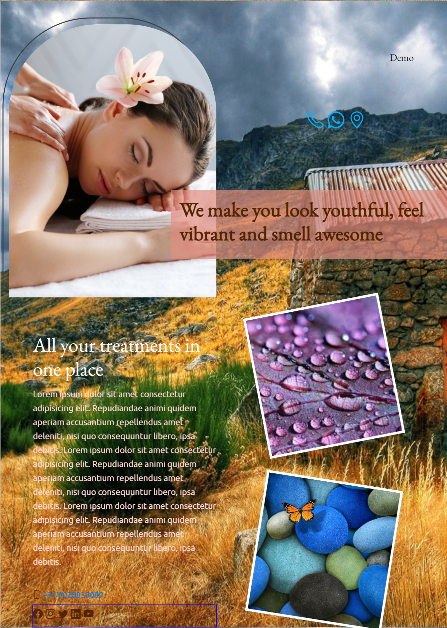 Demo
We make you look youthful, feel
vibrant and smell awesome
All your treatments in
one place
Lorem ipsum dolor sit amet consectetur
adipisicing elit. Repudiandae animi quidem
aperiam accusantium repellendus amet
deleniti, nisi quo consequuntur libero, ipsa
debitis. Lorem ipsum dolor sit amet consectetur
adipisicing elit. Repudiandae animi quidem
aperiam accusantium repellendus amet
deleniti, nisi quo consequuntur libero, ipsa
debitis. Lorem ipsum dolor sit amet consectetur
adipisicing elit. Repudiandae animi quidem
aperiam accusantium repellendus amet
deleniti, nisi quo consequuntur libero, ipsa
debitis.